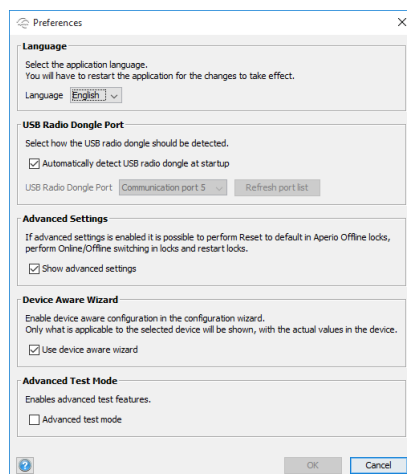 Preferences
Language
Select the application language.
You will have to restart the application for the changes to take effect.
Language English
USB Radio Dongle Port
Select how the USB radio dongle should be detected.
Automatically detect USB radio dongle at startup
USB Radio Dongle Port Communication port 5 Refresh port list
Advanced Settings
If advanced settings is enabled it is possible to perform Reset to default in Aperio Offline locks,
perform Online/Offline switching in locks and restart locks.
Show advanced settings
Device Aware Wizard
Enable device aware configuration in the configuration wizard.
Only what is applicable to the selected device will be shown, with the actual values in the device.
Use device aware wizard
Advanced Test Mode
Enables advanced test features.
Advanced test mode
? OK Cancel